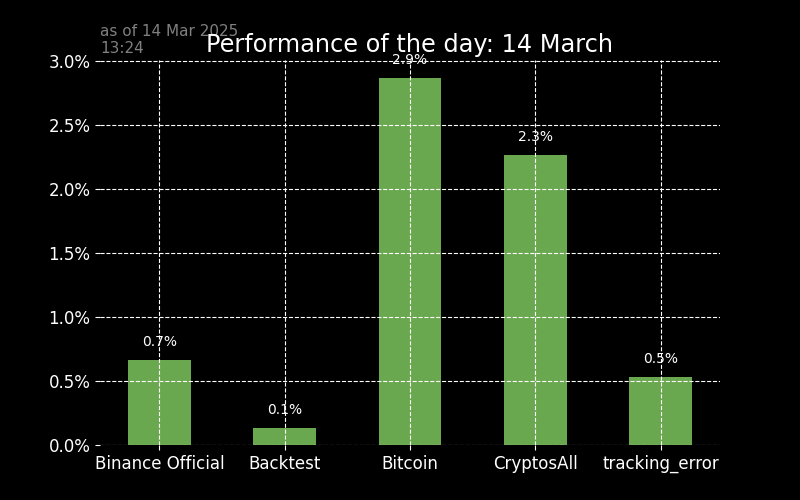 as of 14 Mar 2025
13:24
Performance of the day: 14 March
3.0%
2.5%
2.0%
1.5%
1.0%
0.5%
0.0%
0.7%
0.1%
2.9%
2.3%
0.5%
Binance Official
Backtest
Bitcoin
CryptosAll
tracking_error